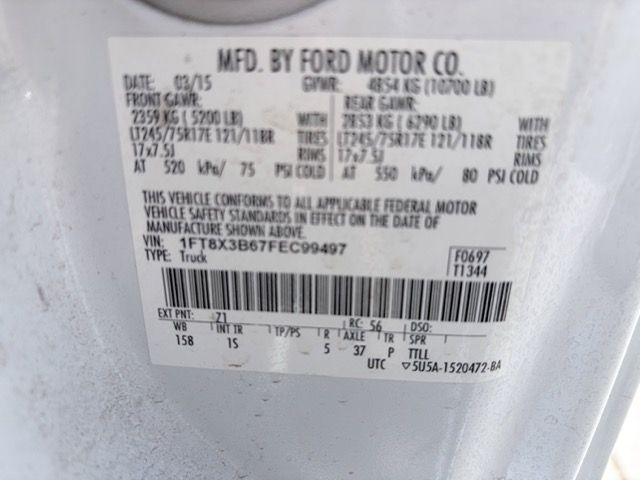 MFD. BY FORD MOTOR CO.
DATE: 03/15 GVWR: 4854 KG (10700 LB)
FRONT GAWR: REAR GAWR:
2359 KG (5200 LB) WITH 2853 KG (6290 LB) WITH
LT245/75R17E 121/118R TIRES LT245/75R17E 121/118R TIRES
17x7.5J RIMS 17x7.5J RIMS
AT 520 kPa/ 75 PSI COLD AT 550 kPa/ 80 PSI COLD
THIS VEHICLE CONFORMS TO ALL APPLICABLE FEDERAL MOTOR
VEHICLE SAFETY STANDARDS IN EFFECT ON THE DATE OF
MANUFACTURE SHOWN ABOVE.
VIN: 1FT8X3B67FEC99497 F0697
TYPE: Truck T1344
EXT PNT: Z1 RC: 56 DSO:
WB INT TR TP/PS R AXLE TR SPR
158 1S 5 37 P TTLL
UTC ▽5U5A-1520472-BA